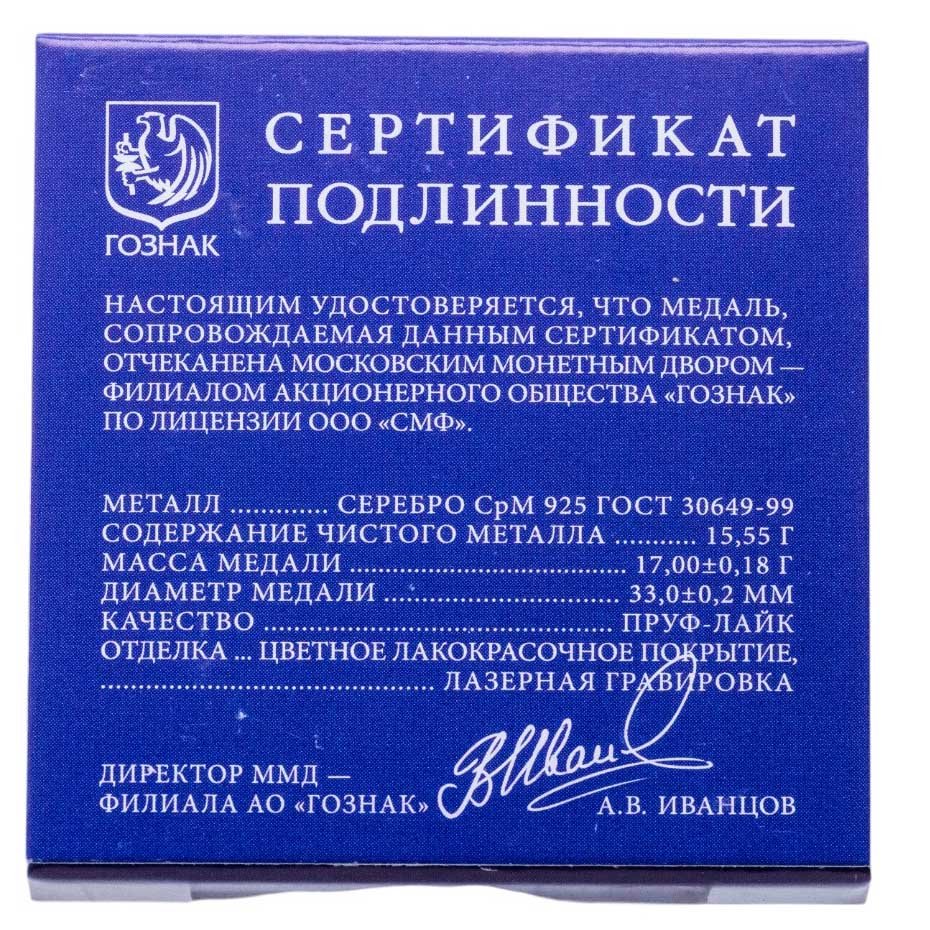 СЕРТИФИКАТ
ПОДЛИННОСТИ
ГОЗНАК
НАСТОЯЩИМ УДОСТОВЕРЯЕТСЯ, ЧТО МЕДАЛЬ,
СОПРОВОЖДАЕМАЯ ДАННЫМ СЕРТИФИКАТОМ,
ОТЧЕКАНЕНА МОСКОВСКИМ МОНЕТНЫМ ДВОРОМ —
ФИЛИАЛОМ АКЦИОНЕРНОГО ОБЩЕСТВА «ГОЗНАК»
ПО ЛИЦЕНЗИИ ООО «СМФ».
МЕТАЛЛ ............. СЕРЕБРО СрМ 925 ГОСТ 30649-99
СОДЕРЖАНИЕ ЧИСТОГО МЕТАЛЛА ........... 15,55 Г
МАССА МЕДАЛИ ..................................... 17,00±0,18 Г
ДИАМЕТР МЕДАЛИ ................................ 33,0±0,2 ММ
КАЧЕСТВО ............................................... ПРУФ-ЛАЙК
ОТДЕЛКА ... ЦВЕТНОЕ ЛАКОКРАСОЧНОЕ ПОКРЫТИЕ,
............................................. ЛАЗЕРНАЯ ГРАВИРОВКА
ДИРЕКТОР ММД —
ФИЛИАЛА АО «ГОЗНАК» А.В. ИВАНЦОВ